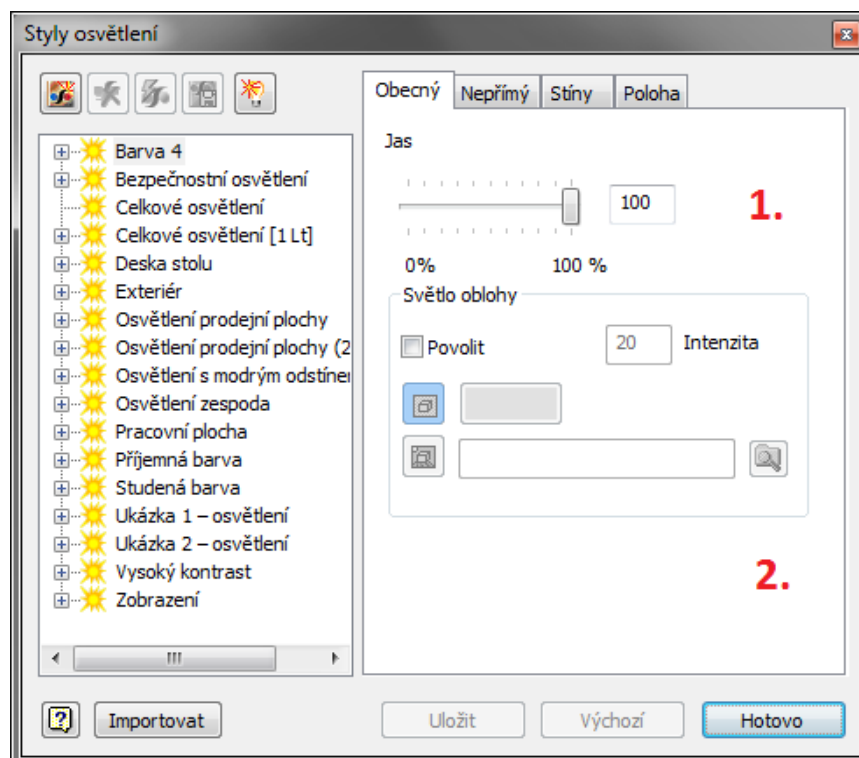 Styly osvětlení
Obecný Nepřímý Stíny Poloha
Barva 4
Bezpečnostní osvětlení
Celkové osvětlení
Celkové osvětlení [1 Lt]
Deska stolu
Exteriér
Osvětlení prodejní plochy
Osvětlení prodejní plochy (2
Osvětlení s modrým odstíne
Osvětlení zespoda
Pracovní plocha
Příjemná barva
Studená barva
Ukázka 1 – osvětlení
Ukázka 2 – osvětlení
Vysoký kontrast
Zobrazení
Jas
100
1.
0% 100 %
Světlo oblohy
Povolit 20 Intenzita
2.
Importovat Uložit Výchozí Hotovo